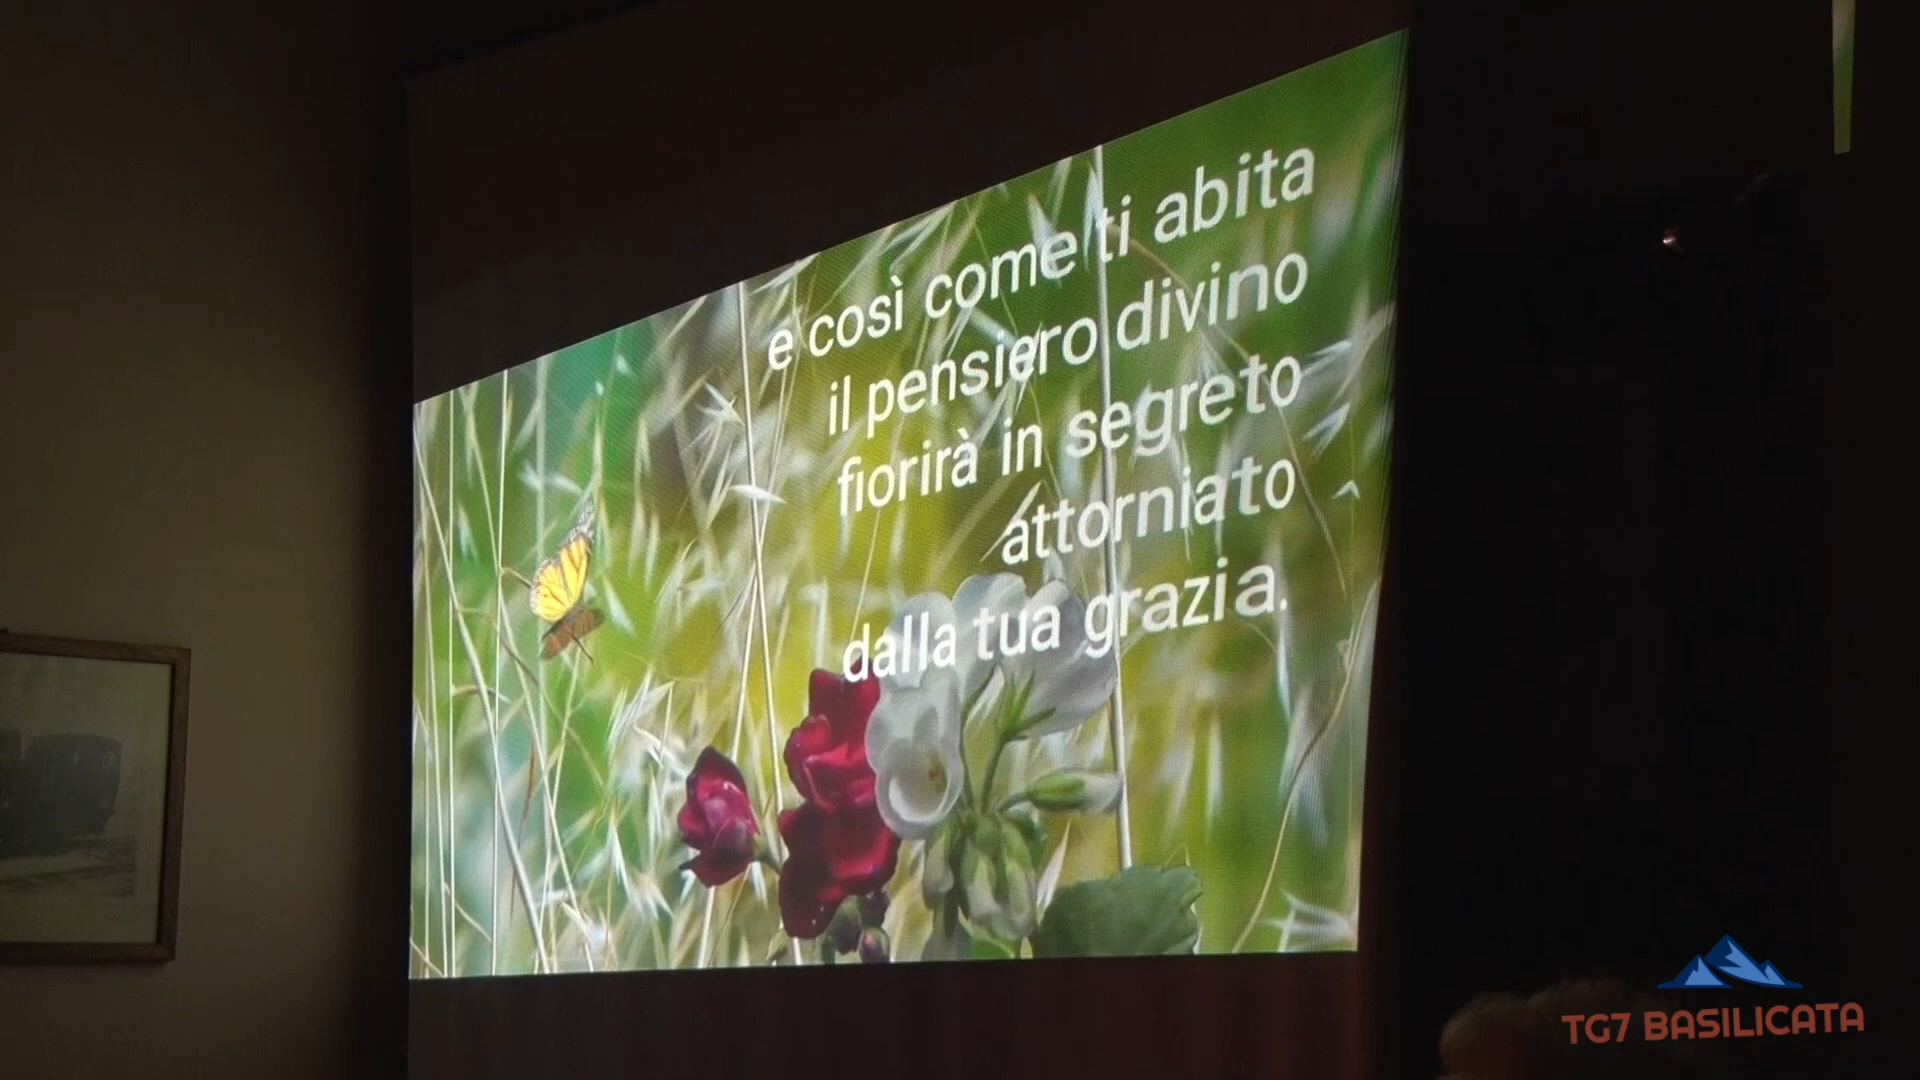 e così come ti abita
il pensiero divino
fiorirà in segreto
attorniato
dalla tua grazia.
TG7 BASILICATA